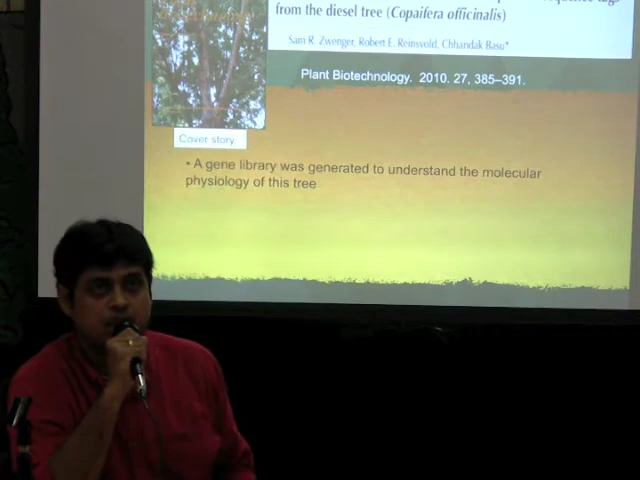 from the diesel tree (Copaifera officinalis)
Sam R. Zwenger, Robert E. Reinsvold, Chhandak Basu*
Plant Biotechnology. 2010. 27, 385–391.
Cover story
• A gene library was generated to understand the molecular
physiology of this tree